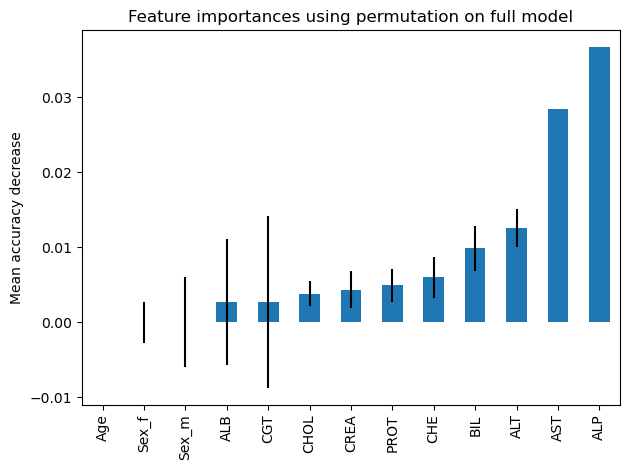 Feature importances using permutation on full model
Mean accuracy decrease
0.03
0.02
0.01
0.00
−0.01
Age
Sex_f
Sex_m
ALB
CGT
CHOL
CREA
PROT
CHE
BIL
ALT
AST
ALP